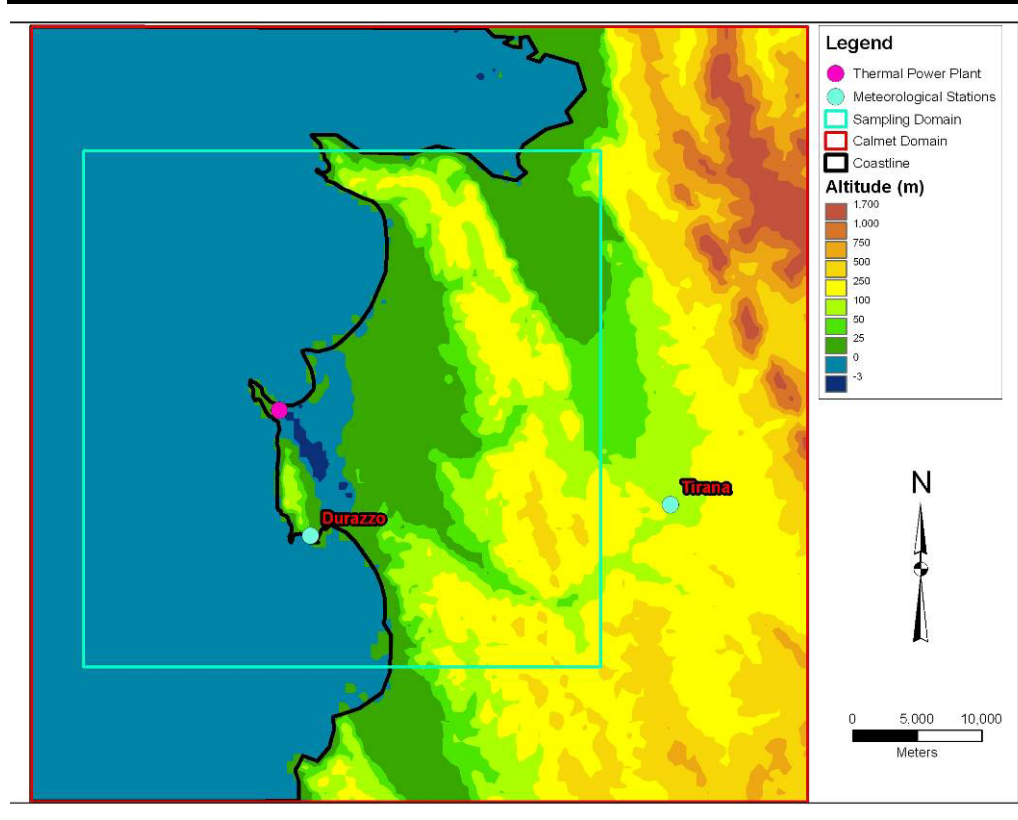 Legend
Thermal Power Plant
Meteorological Stations
Sampling Domain
Calmet Domain
Coastline
Altitude (m)
1,700
1,000
750
500
250
100
50
25
0
-3
Tirana
Durazzo
N
0 5,000 10,000
Meters